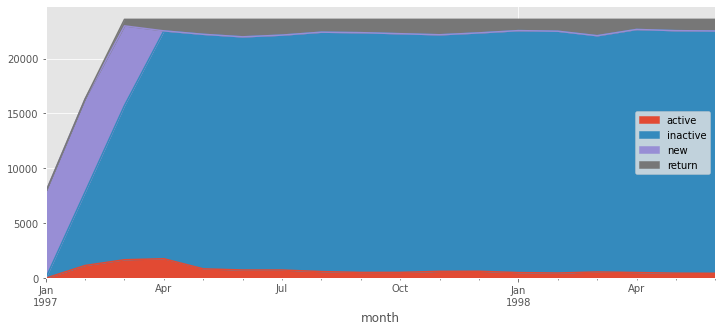 20000
15000
10000
5000
0
active
inactive
new
return
Jan
1997
Apr
Jul
Oct
Jan
1998
Apr
month